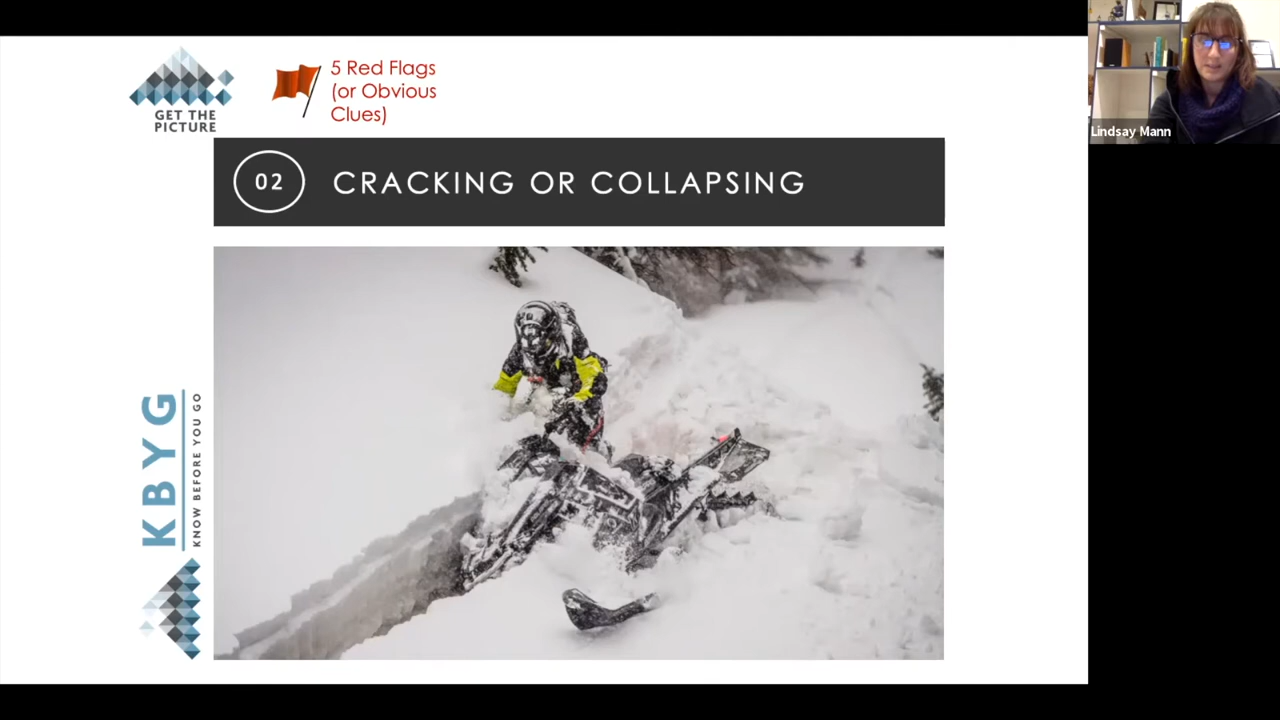 GET THE
PICTURE
5 Red Flags
(or Obvious
Clues)
02
CRACKING OR COLLAPSING
KBYG
KNOW BEFORE YOU GO
Lindsay Mann